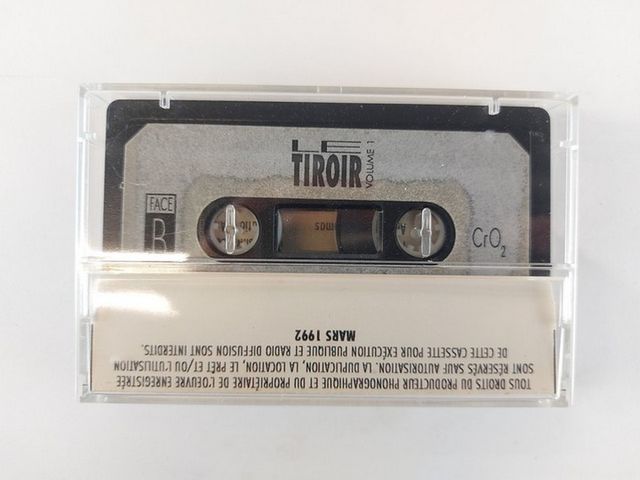 LE
TIROIR
VOLUME 1
FACE
B
CrO2
TOUS DROITS DU PRODUCTEUR PHONOGRAPHIQUE ET DU PROPRIÉTAIRE DE L'OEUVRE ENREGISTRÉE
SONT RÉSERVÉS SAUF AUTORISATION. LA DUPLICATION, LA LOCATION, LE PRÊT ET/OU L'UTILISATION
DE CETTE CASSETTE POUR EXÉCUTION PUBLIQUE ET RADIO DIFFUSION SONT INTERDITS.
MARS 1992